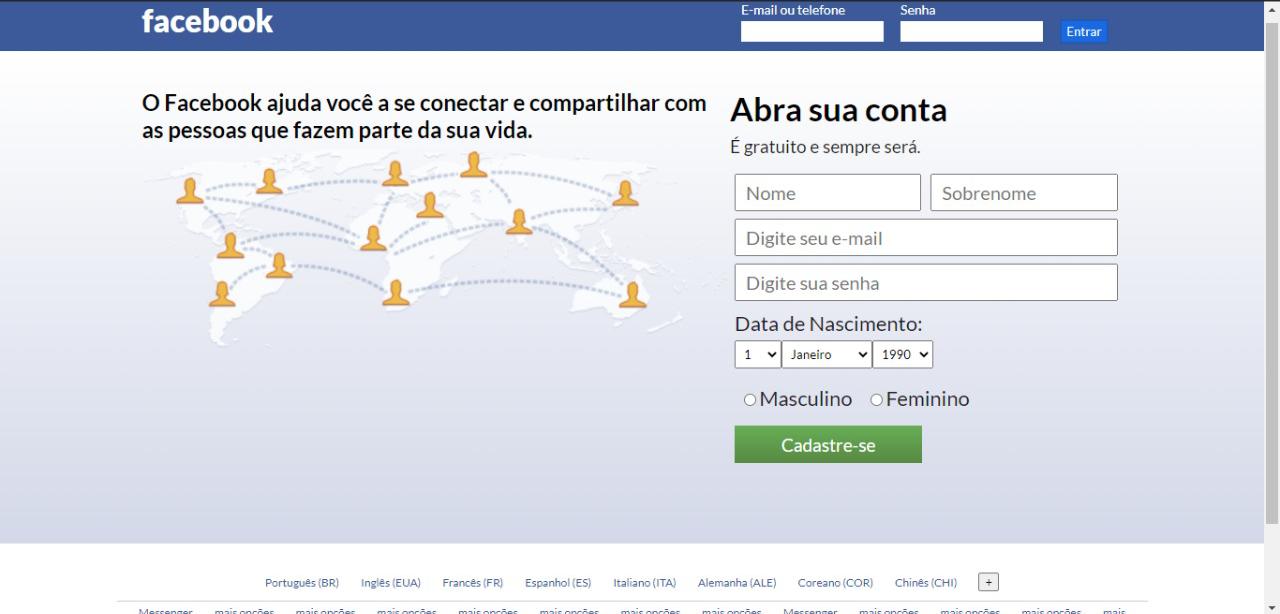 facebook
E-mail ou telefone
Senha
Entrar
O Facebook ajuda você a se conectar e compartilhar com
as pessoas que fazem parte da sua vida.
Abra sua conta
É gratuito e sempre será.
Nome
Sobrenome
Digite seu e-mail
Digite sua senha
Data de Nascimento:
1
Janeiro
1990
Masculino
Feminino
Cadastre-se
Português (BR) Inglês (EUA) Francês (FR) Espanhol (ES) Italiano (ITA) Alemanha (ALE) Coreano (COR) Chinês (CHI) +
Messenger mais opções mais opções mais opções mais opções mais opções mais opções mais opções Messenger mais opções mais opções mais opções mais